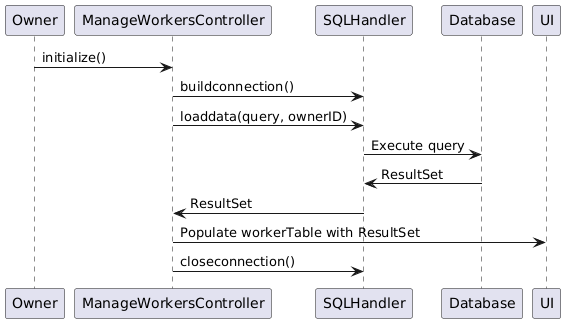 Owner ManageWorkersController SQLHandler Database UI
initialize()
buildconnection()
loaddata(query, ownerID)
Execute query
ResultSet
ResultSet
Populate workerTable with ResultSet
closeconnection()
Owner ManageWorkersController SQLHandler Database UI